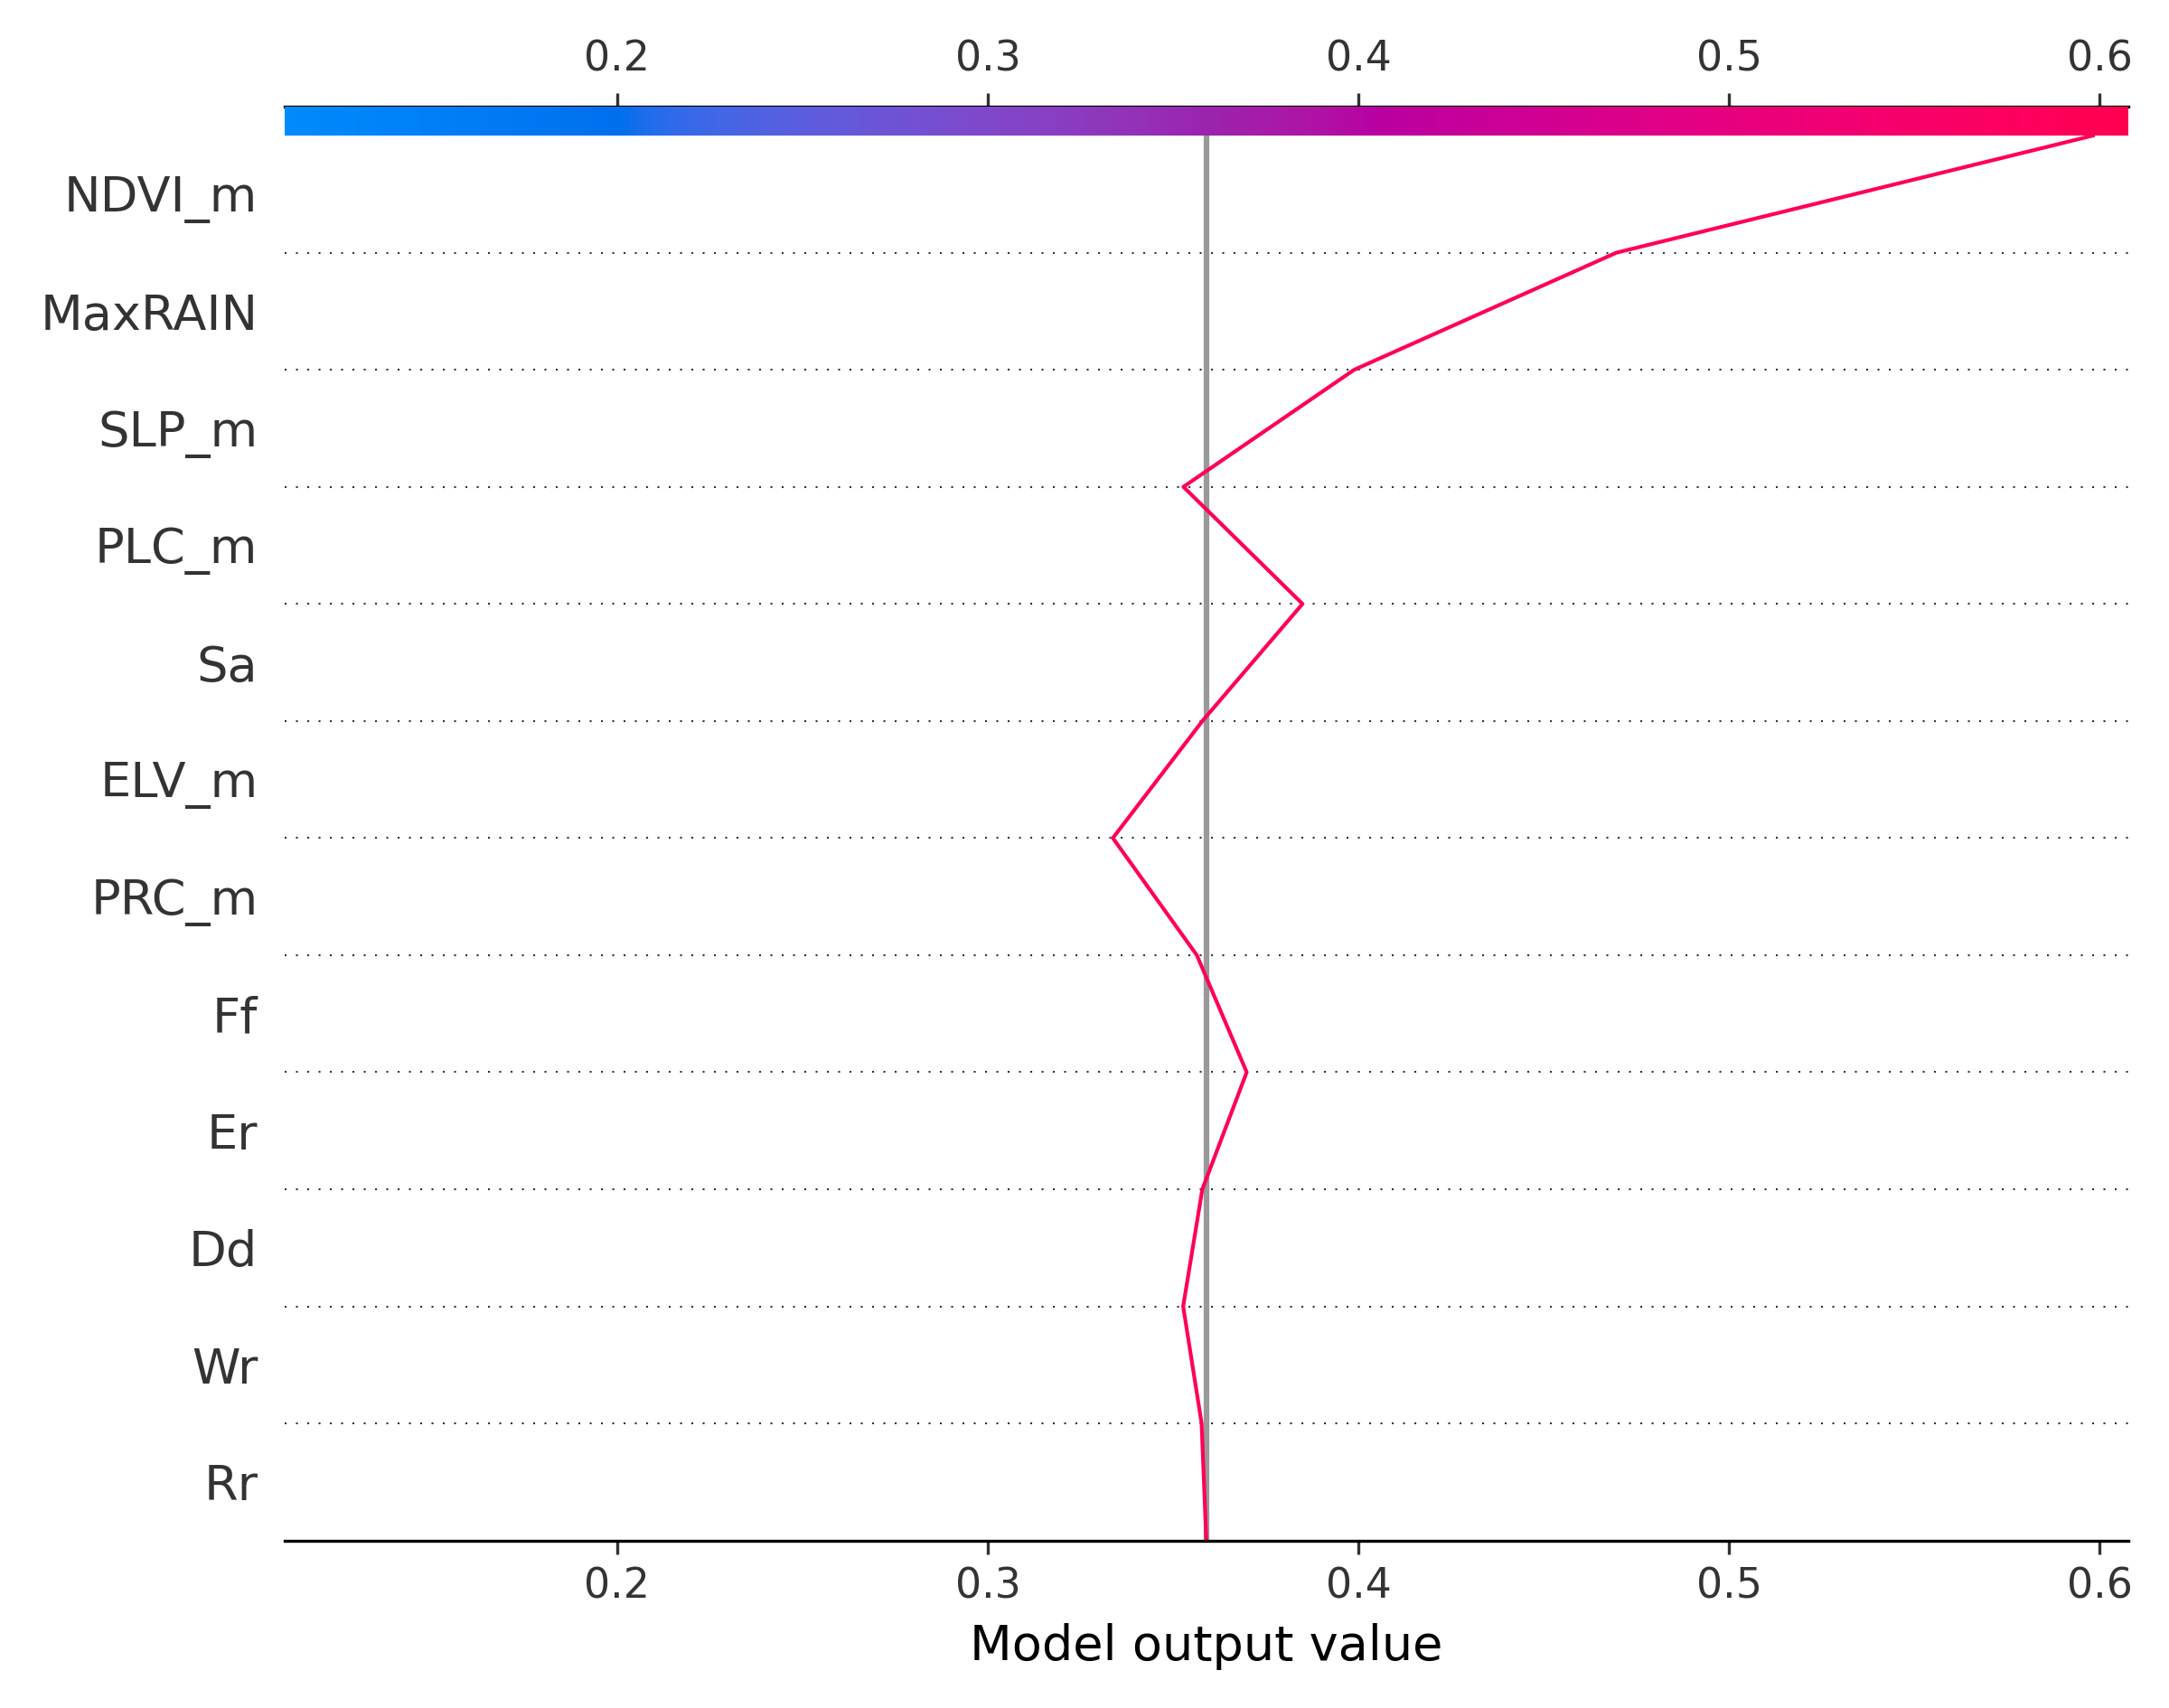 0.2 0.3 0.4 0.5 0.6
NDVI_m
MaxRAIN
SLP_m
PLC_m
Sa
ELV_m
PRC_m
Ff
Er
Dd
Wr
Rr
0.2 0.3 0.4 0.5 0.6
Model output value